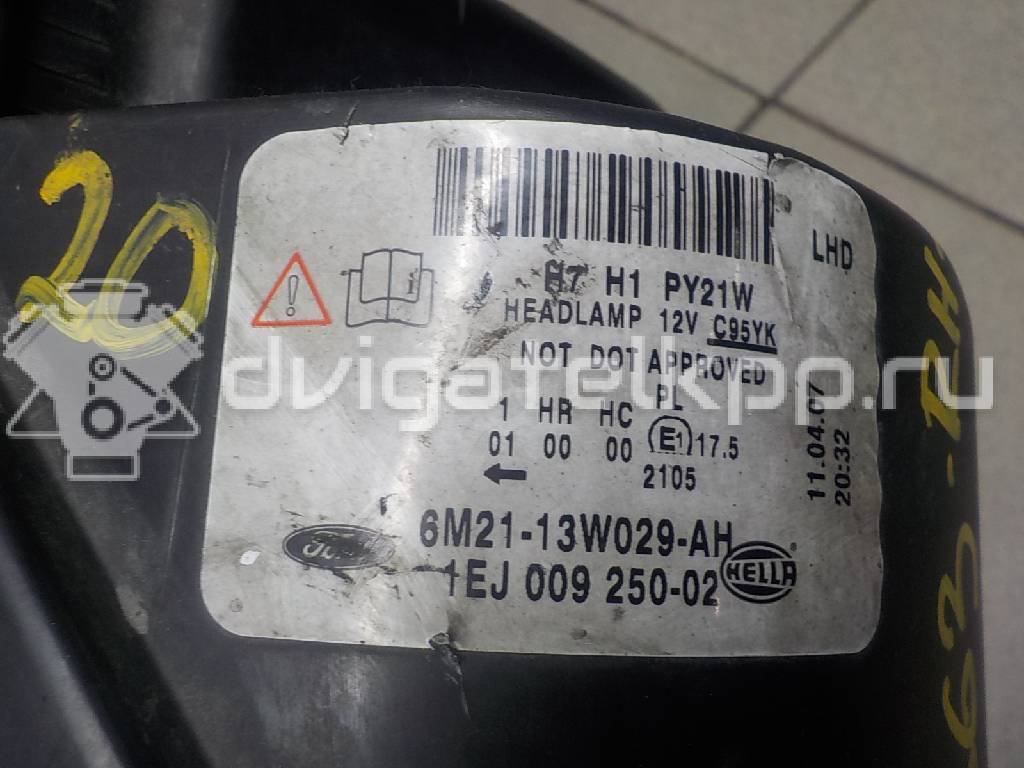 20
LHD
H7 H1 PY21W
HEADLAMP 12V C95YK
NOT DOT APPROVED
PL
1 HR HC
01 00 00 E1 17.5
2105
11.04.07
20:32
6M21-13W029-AH
1EJ 009 250-02
HELLA
dvigatelkpp.ru